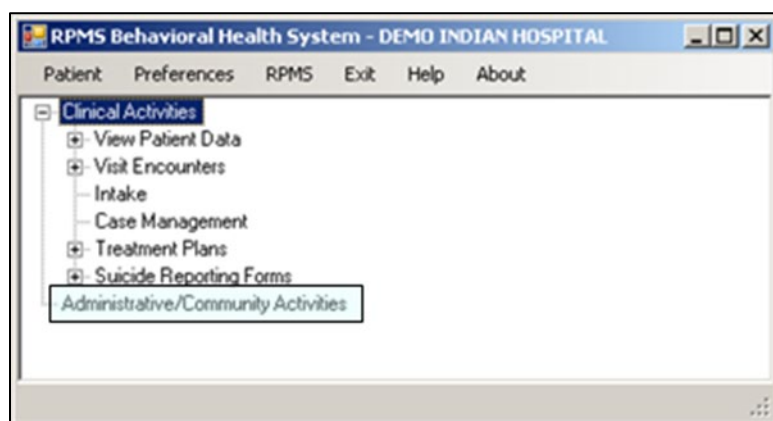 RPMS Behavioral Health System - DEMO INDIAN HOSPITAL
Patient Preferences RPMS Exit Help About
Clinical Activities
View Patient Data
Visit Encounters
Intake
Case Management
Treatment Plans
Suicide Reporting Forms
Administrative/Community Activities